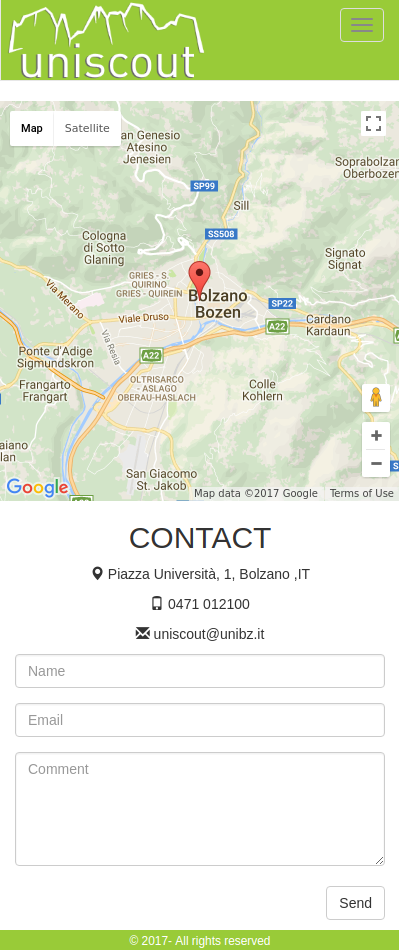 uniscout
Map
Satellite
an Genesio
Atesino
Jenesien
Soprabolzan
Oberbozen
SP99
Sill
SS508
Cologna
di Sotto
Glaning
Signato
Signat
GRIES - S.
QUIRINO
GRIES - QUIREIN
Via Merano
Bolzano
Bozen
SP22
Viale Druso
A22
Cardano
Kardaun
Via Resia
Ponte d'Adige
Sigmundskron
A22
Frangarto
Frangart
OLTRISARCO
- ASLAGO
OBERAU-HASLACH
Colle
Kohlern
aiano
lan
San Giacomo
St. Jakob
Google
Map data ©2017 Google
Terms of Use
CONTACT
Piazza Università, 1, Bolzano ,IT
0471 012100
uniscout@unibz.it
Name
Email
Comment
Send
© 2017- All rights reserved